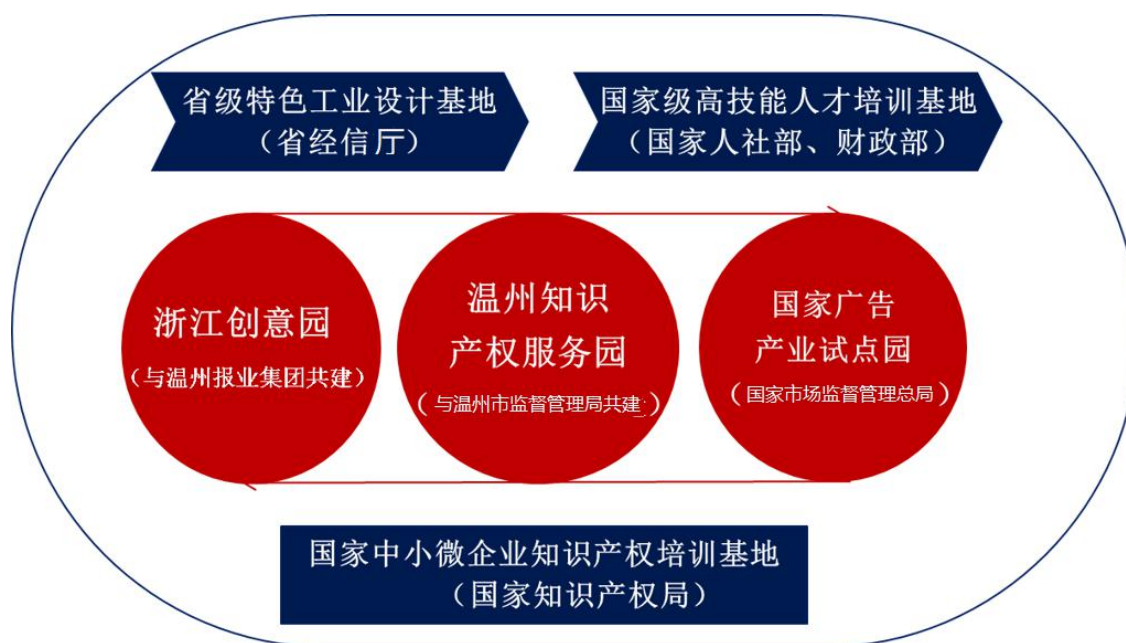 省级特色工业设计基地
（省经信厅）
国家级高技能人才培训基地
（国家人社部、财政部）
浙江创意园
（与温州报业集团共建）
温州知识
产权服务园
（与温州市监督管理局共建）
国家广告
产业试点园
（国家市场监督管理总局）
国家中小微企业知识产权培训基地
（国家知识产权局）